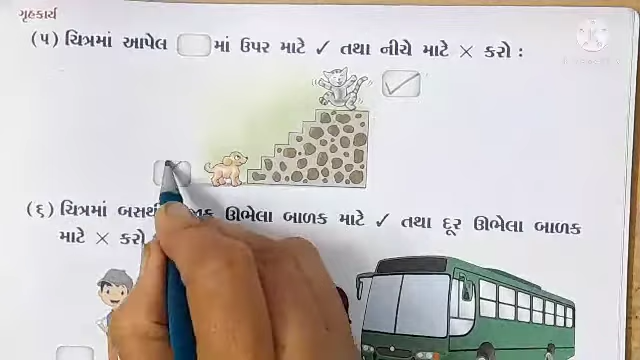 ગૃહકાર્ય
(૫) ચિત્રમાં આપેલ માં ઉપર માટે ✓ તથા નીચે માટે × કરો :
(૬) ચિત્રમાં બસથી ઊભેલા બાળક માટે ✓ તથા દૂર ઊભેલા બાળક
માટે × કરો